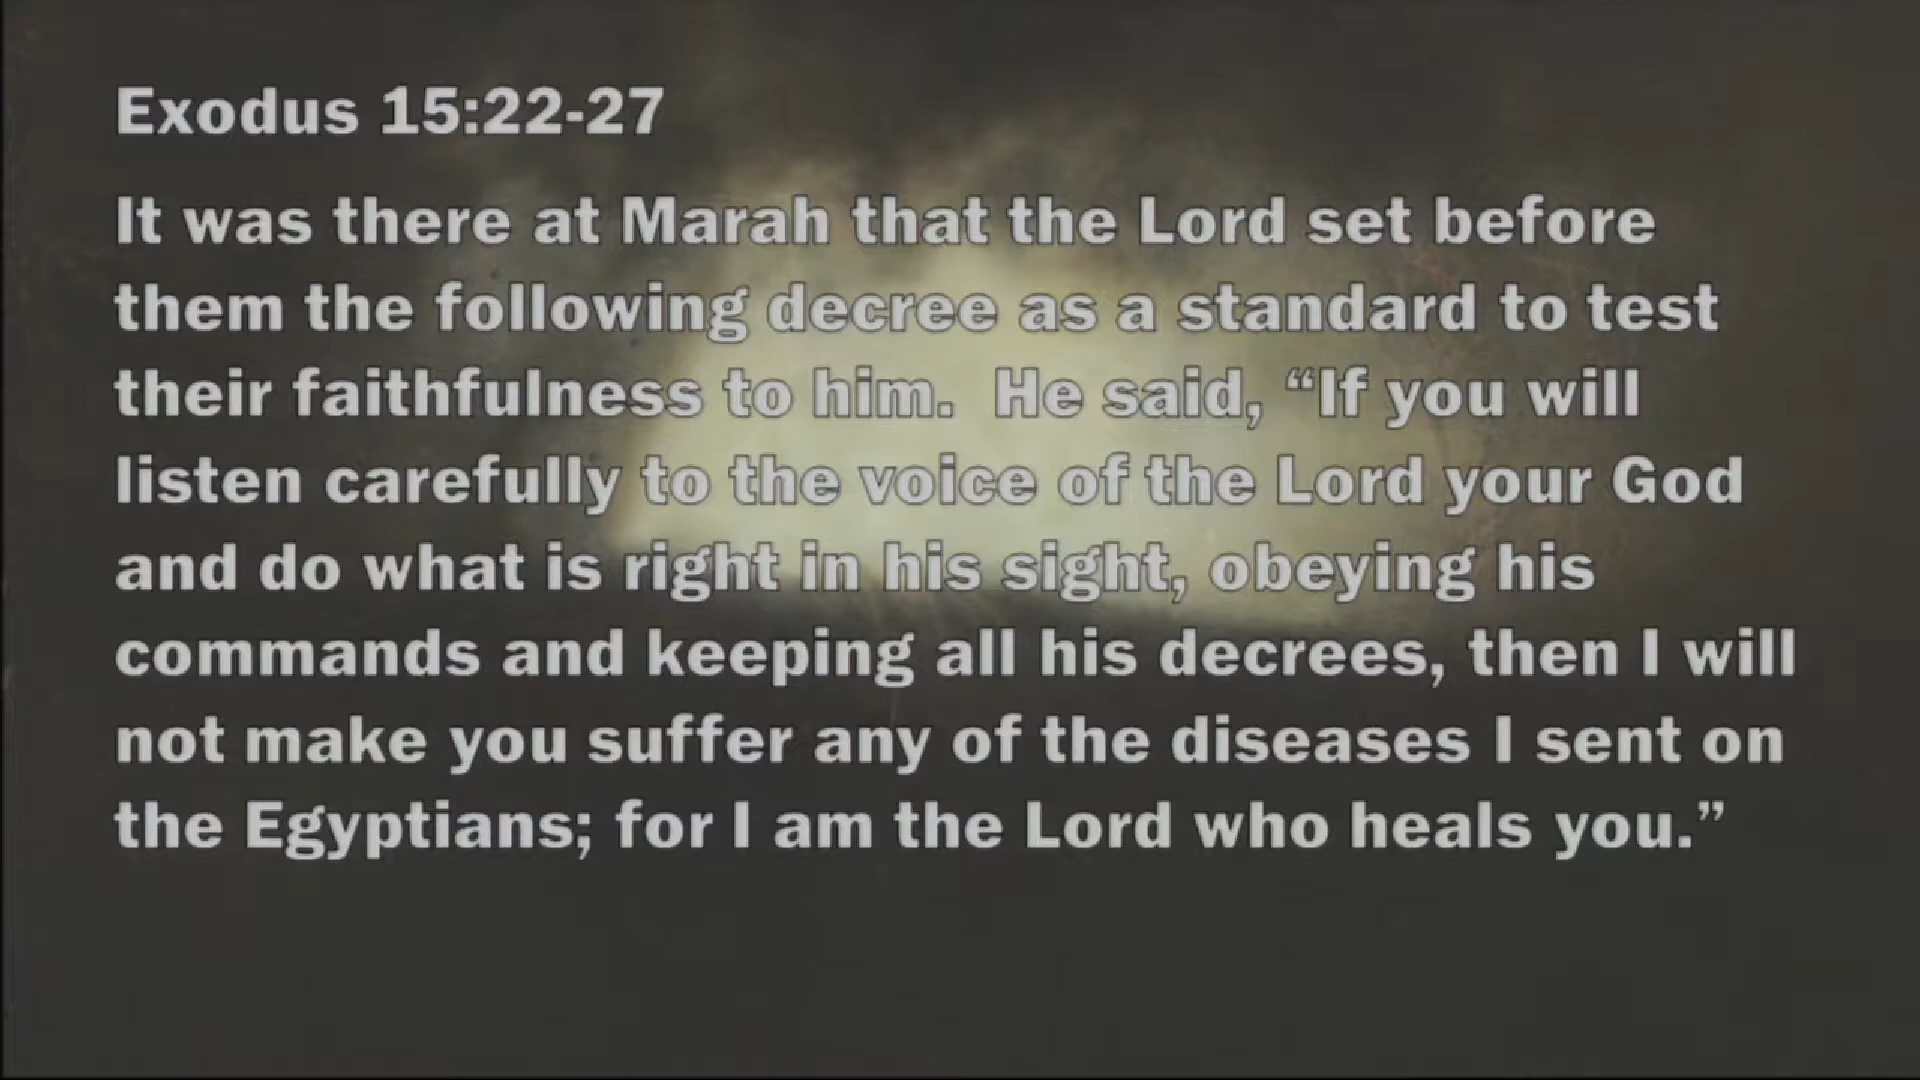 Exodus 15:22-27
It was there at Marah that the Lord set before
them the following decree as a standard to test
their faithfulness to him.  He said, “If you will
listen carefully to the voice of the Lord your God
and do what is right in his sight, obeying his
commands and keeping all his decrees, then I will
not make you suffer any of the diseases I sent on
the Egyptians; for I am the Lord who heals you.”